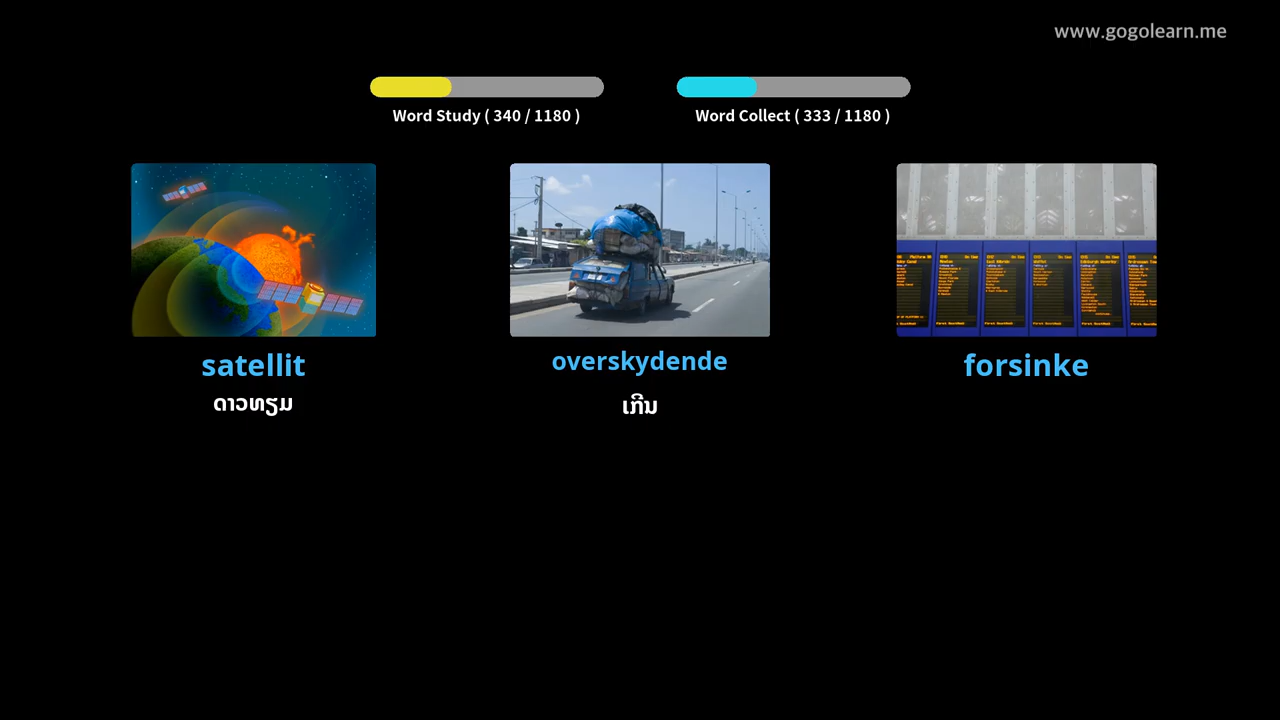 www.gogolearn.me
Word Study ( 340 / 1180 )
Word Collect ( 333 / 1180 )
satellit
ດາວທຽມ
overskydende
ເກີນ
forsinke